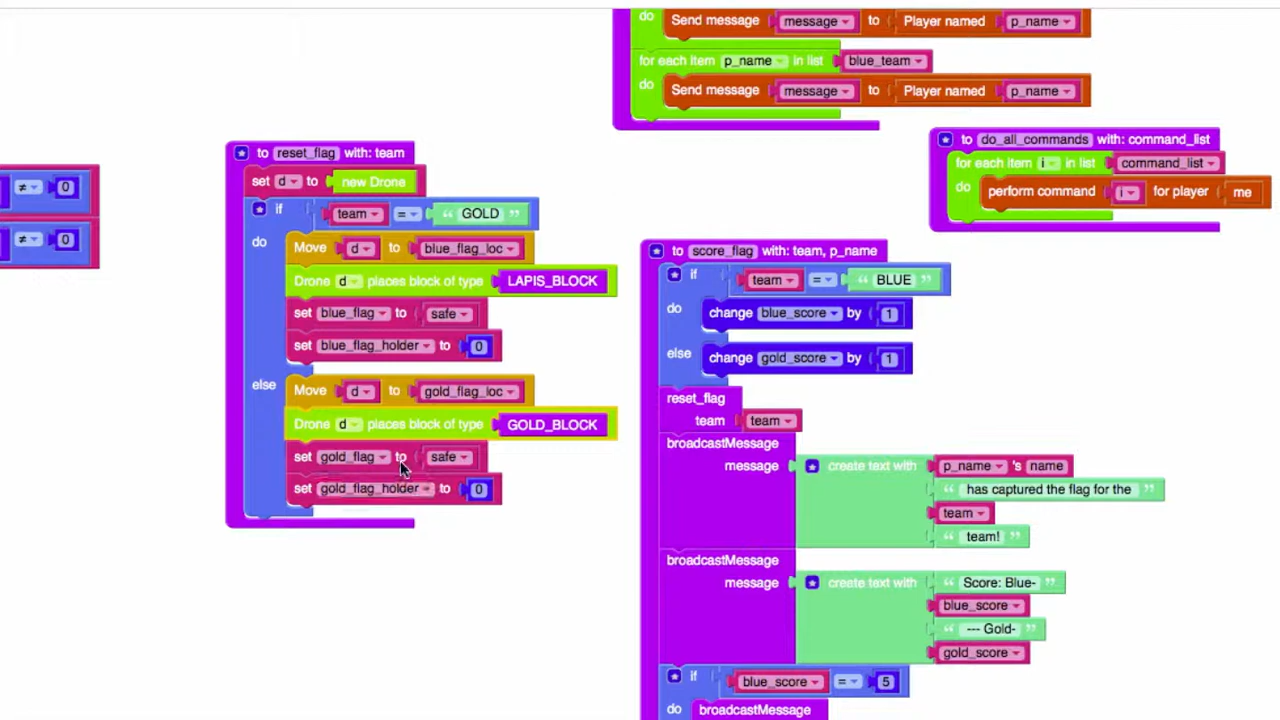 do Send message message to Player named p_name
for each item p_name in list blue_team
do Send message message to Player named p_name
to do_all_commands with: command_list
for each item i in list command_list
do perform command i for player me
≠ 0
≠ 0
to reset_flag with: team
set d to new Drone
if team = “ GOLD ”
do Move d to blue_flag_loc
Drone d places block of type LAPIS_BLOCK
set blue_flag to safe
set blue_flag_holder to 0
else Move d to gold_flag_loc
Drone d places block of type GOLD_BLOCK
set gold_flag to safe
set gold_flag_holder to 0
to score_flag with: team, p_name
if team = “ BLUE ”
do change blue_score by 1
else change gold_score by 1
reset_flag
team team
broadcastMessage
message create text with p_name 's name
“ has captured the flag for the ”
team
“ team! ”
broadcastMessage
message create text with “ Score: Blue- ”
blue_score
“ --- Gold- ”
gold_score
if blue_score = 5
do broadcastMessage